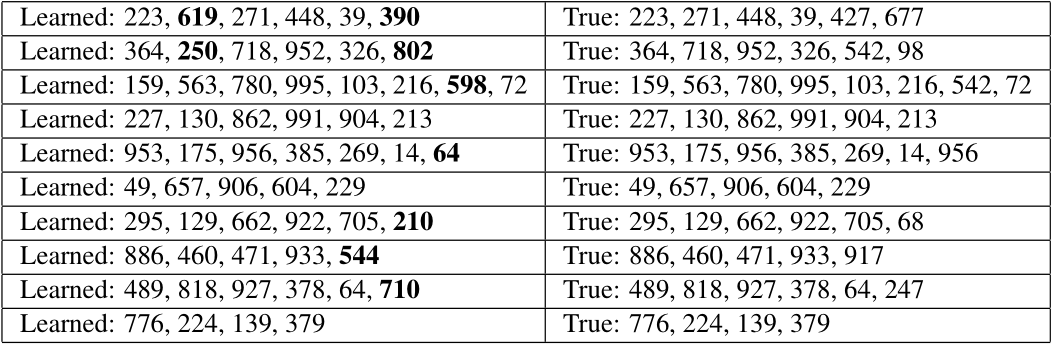 Learned: 223, 619, 271, 448, 39, 390 True: 223, 271, 448, 39, 427, 677
Learned: 364, 250, 718, 952, 326, 802 True: 364, 718, 952, 326, 542, 98
Learned: 159, 563, 780, 995, 103, 216, 598, 72 True: 159, 563, 780, 995, 103, 216, 542, 72
Learned: 227, 130, 862, 991, 904, 213 True: 227, 130, 862, 991, 904, 213
Learned: 953, 175, 956, 385, 269, 14, 64 True: 953, 175, 956, 385, 269, 14, 956
Learned: 49, 657, 906, 604, 229 True: 49, 657, 906, 604, 229
Learned: 295, 129, 662, 922, 705, 210 True: 295, 129, 662, 922, 705, 68
Learned: 886, 460, 471, 933, 544 True: 886, 460, 471, 933, 917
Learned: 489, 818, 927, 378, 64, 710 True: 489, 818, 927, 378, 64, 247
Learned: 776, 224, 139, 379 True: 776, 224, 139, 379